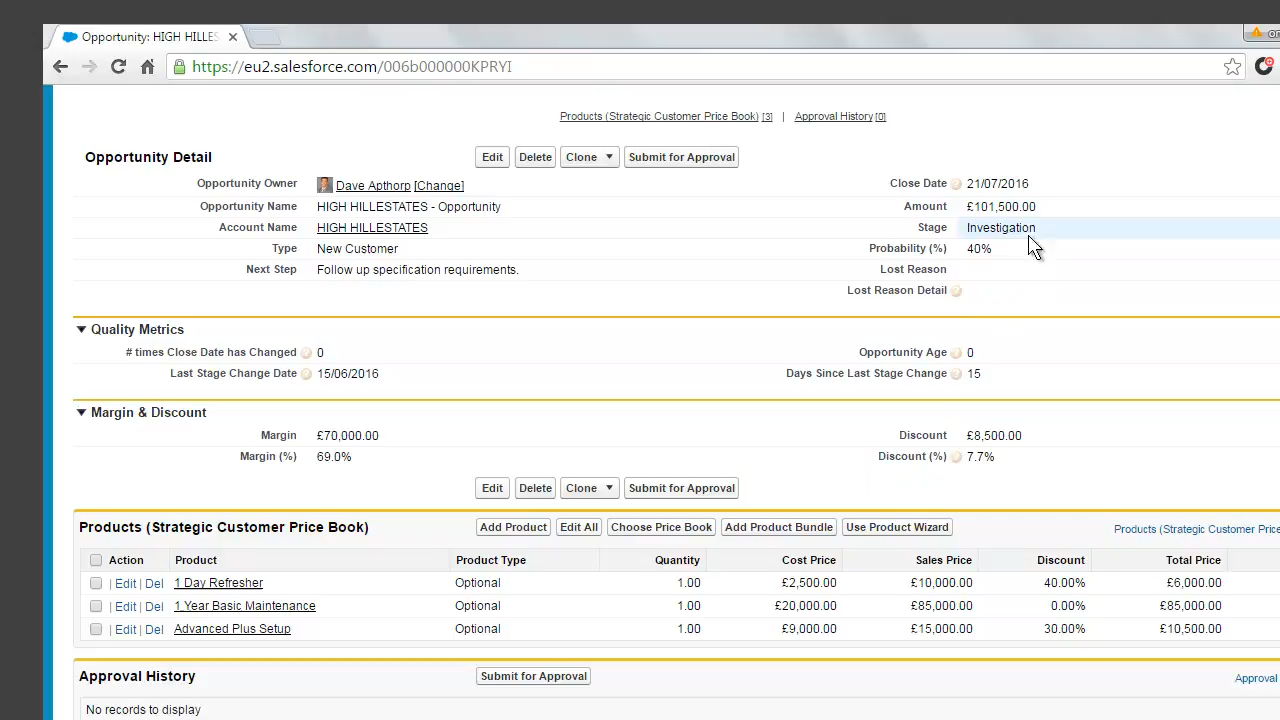 Opportunity: HIGH HILLES
https://eu2.salesforce.com/006b000000KPRYI
Products (Strategic Customer Price Book) [3] | Approval History [0]
Opportunity Detail Edit Delete Clone Submit for Approval
Opportunity Owner Dave Apthorp [Change] Close Date 21/07/2016
Opportunity Name HIGH HILLESTATES - Opportunity Amount £101,500.00
Account Name HIGH HILLESTATES Stage Investigation
Type New Customer Probability (%) 40%
Next Step Follow up specification requirements. Lost Reason
Lost Reason Detail
Quality Metrics
# times Close Date has Changed 0 Opportunity Age 0
Last Stage Change Date 15/06/2016 Days Since Last Stage Change 15
Margin & Discount
Margin £70,000.00 Discount £8,500.00
Margin (%) 69.0% Discount (%) 7.7%
Edit Delete Clone Submit for Approval
Products (Strategic Customer Price Book) Add Product Edit All Choose Price Book Add Product Bundle Use Product Wizard Products (Strategic Customer Price
Action Product Product Type Quantity Cost Price Sales Price Discount Total Price
| Edit | Del 1 Day Refresher Optional 1.00 £2,500.00 £10,000.00 40.00% £6,000.00
| Edit | Del 1 Year Basic Maintenance Optional 1.00 £20,000.00 £85,000.00 0.00% £85,000.00
| Edit | Del Advanced Plus Setup Optional 1.00 £9,000.00 £15,000.00 30.00% £10,500.00
Approval History Submit for Approval Approval
No records to display